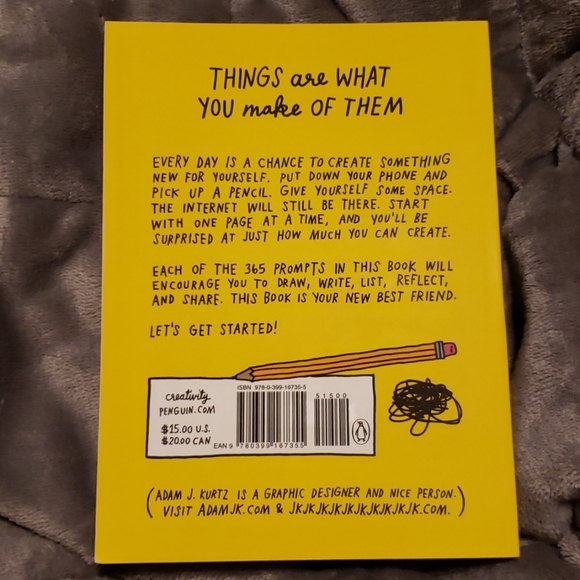 THINGS are WHAT
YOU make OF THEM
EVERY DAY IS A CHANCE TO CREATE SOMETHING
NEW FOR YOURSELF. PUT DOWN YOUR PHONE AND
PICK UP A PENCIL. GIVE YOURSELF SOME SPACE.
THE INTERNET WILL STILL BE THERE. START
WITH ONE PAGE AT A TIME, AND YOU'LL BE
SURPRISED AT JUST HOW MUCH YOU CAN CREATE.
EACH OF THE 365 PROMPTS IN THIS BOOK WILL
ENCOURAGE YOU TO DRAW, WRITE, LIST, REFLECT,
AND SHARE. THIS BOOK IS YOUR NEW BEST FRIEND.
LET'S GET STARTED!
creativity
PENGUIN.COM
$15.00 U.S.
$20.00 CAN
ISBN 978-0-399-16735-5
51500
EAN 9 780399 167355
(ADAM J. KURTZ IS A GRAPHIC DESIGNER AND NICE PERSON.
VISIT ADAMJK.COM & JKJKJKJKJKJKJKJKJKJK.COM.)